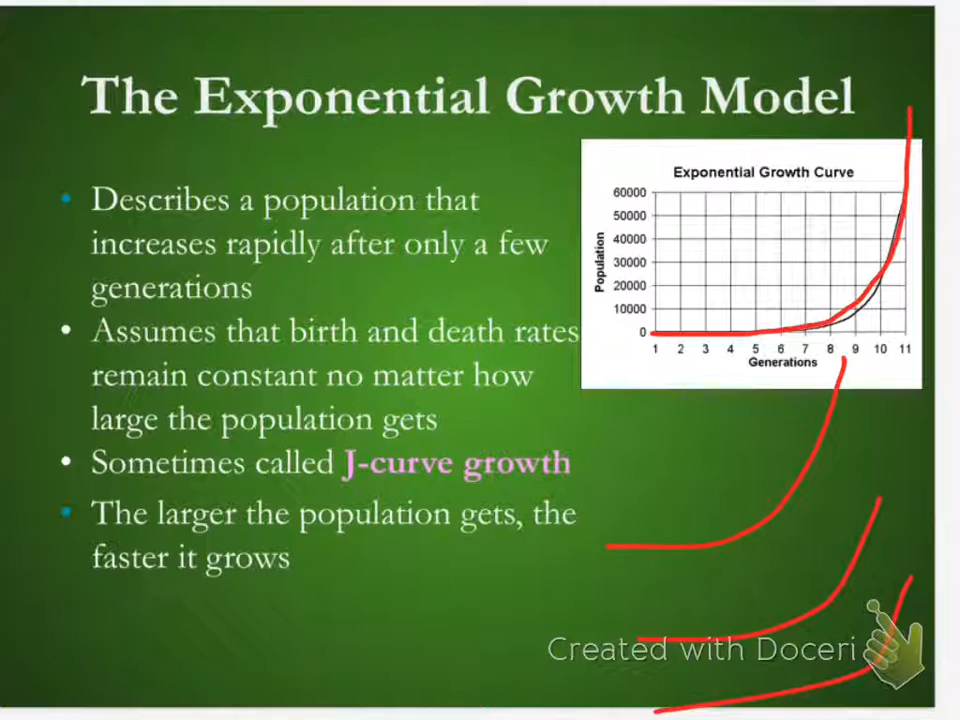 The Exponential Growth Model
• Describes a population that
increases rapidly after only a few
generations
• Assumes that birth and death rates
remain constant no matter how
large the population gets
• Sometimes called J-curve growth
• The larger the population gets, the
faster it grows
Exponential Growth Curve
60000
50000
40000
30000
20000
10000
0
Population
1 2 3 4 5 6 7 8 9 10 11
Generations
Created with Doceri